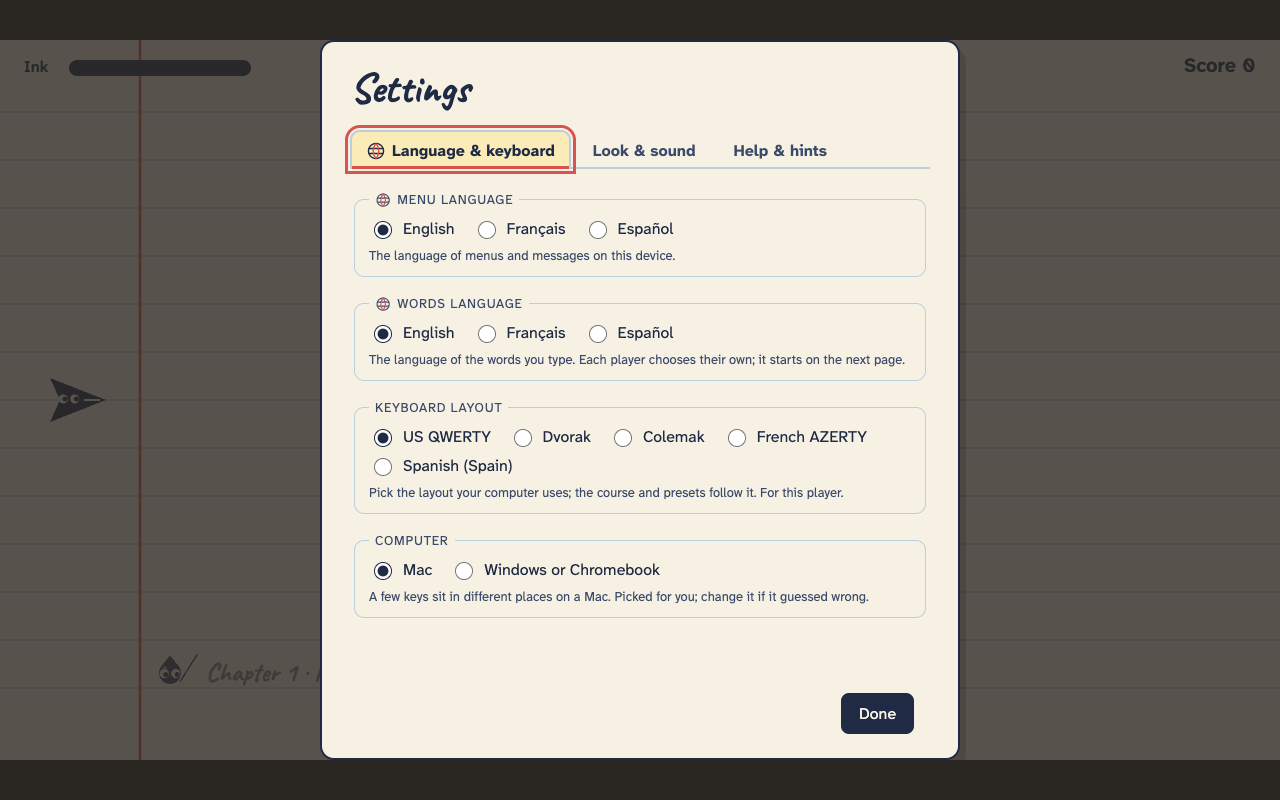 Ink
Score 0
Settings
Language & keyboard
Look & sound
Help & hints
MENU LANGUAGE
English
Français
Español
The language of menus and messages on this device.
WORDS LANGUAGE
English
Français
Español
The language of the words you type. Each player chooses their own; it starts on the next page.
KEYBOARD LAYOUT
US QWERTY
Dvorak
Colemak
French AZERTY
Spanish (Spain)
Pick the layout your computer uses; the course and presets follow it. For this player.
COMPUTER
Mac
Windows or Chromebook
A few keys sit in different places on a Mac. Picked for you; change it if it guessed wrong.
Chapter 1 ·
Done